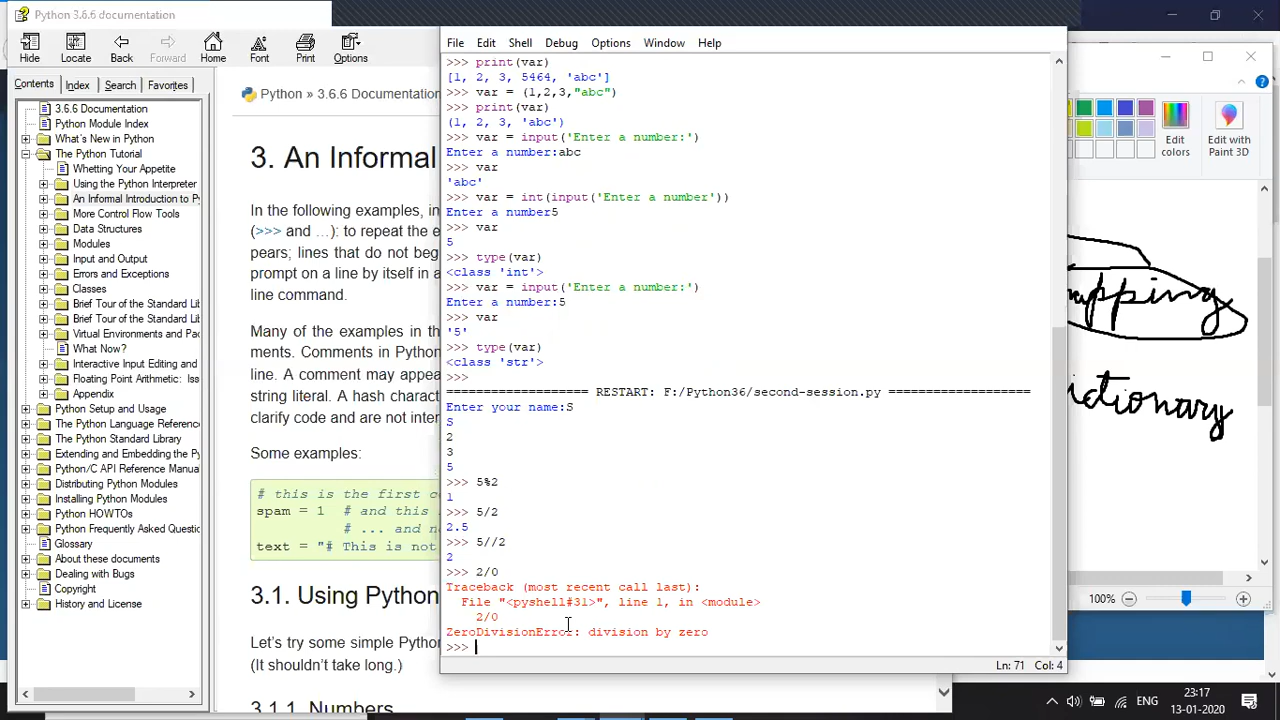 Python 3.6.6 documentation
Hide Locate Back Forward Home Font Print Options
Contents Index Search Favorites
3.6.6 Documentation
Python Module Index
What's New in Python
The Python Tutorial
Whetting Your Appetite
Using the Python Interpreter
An Informal Introduction to Py
More Control Flow Tools
Data Structures
Modules
Input and Output
Errors and Exceptions
Classes
Brief Tour of the Standard Lib
Brief Tour of the Standard Lib
Virtual Environments and Pac
What Now?
Interactive Input Editing and
Floating Point Arithmetic: Iss
Appendix
Python Setup and Usage
The Python Language Reference
The Python Standard Library
Extending and Embedding the Py
Python/C API Reference Manua
Distributing Python Modules
Installing Python Modules
Python HOWTOs
Python Frequently Asked Questio
Glossary
About these documents
Dealing with Bugs
Copyright
History and License
Python » 3.6.6 Documentation
3. An Informal
In the following examples, in
(>>> and …): to repeat the e
pears; lines that do not beg
prompt on a line by itself in a
line command.
Many of the examples in th
ments. Comments in Python
line. A comment may appea
string literal. A hash charact
clarify code and are not inter
Some examples:
# this is the first co
spam = 1 # and this
# ... and no
text = "# This is not
3.1. Using Python
Let's try some simple Python
(It shouldn't take long.)
3.1.1. Numbers
File Edit Shell Debug Options Window Help
>>> print(var)
[1, 2, 3, 5464, 'abc']
>>> var = (1,2,3,"abc")
>>> print(var)
(1, 2, 3, 'abc')
>>> var = input('Enter a number:')
Enter a number:abc
>>> var
'abc'
>>> var = int(input('Enter a number'))
Enter a number5
>>> var
5
>>> type(var)
<class 'int'>
>>> var = input('Enter a number:')
Enter a number:5
>>> var
'5'
>>> type(var)
<class 'str'>
>>>
================== RESTART: F:/Python36/second-session.py ==================
Enter your name:S
S
2
3
5
>>> 5%2
1
>>> 5/2
2.5
>>> 5//2
2
>>> 2/0
Traceback (most recent call last):
File "<pyshell#31>", line 1, in <module>
2/0
ZeroDivisionError: division by zero
>>>
Ln: 71 Col: 4
Edit colors
Edit with Paint 3D
apping
ictionary
100%
ENG
23:17
13-01-2020